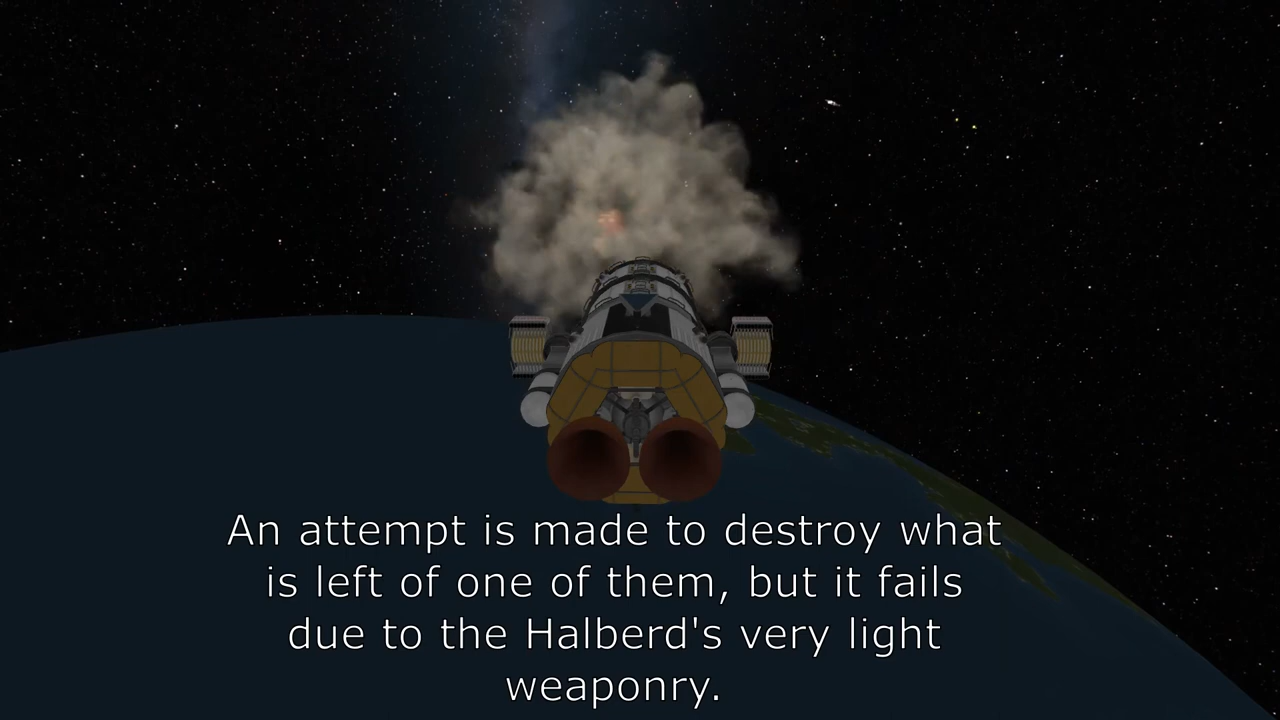 An attempt is made to destroy what
is left of one of them, but it fails
due to the Halberd's very light
weaponry.